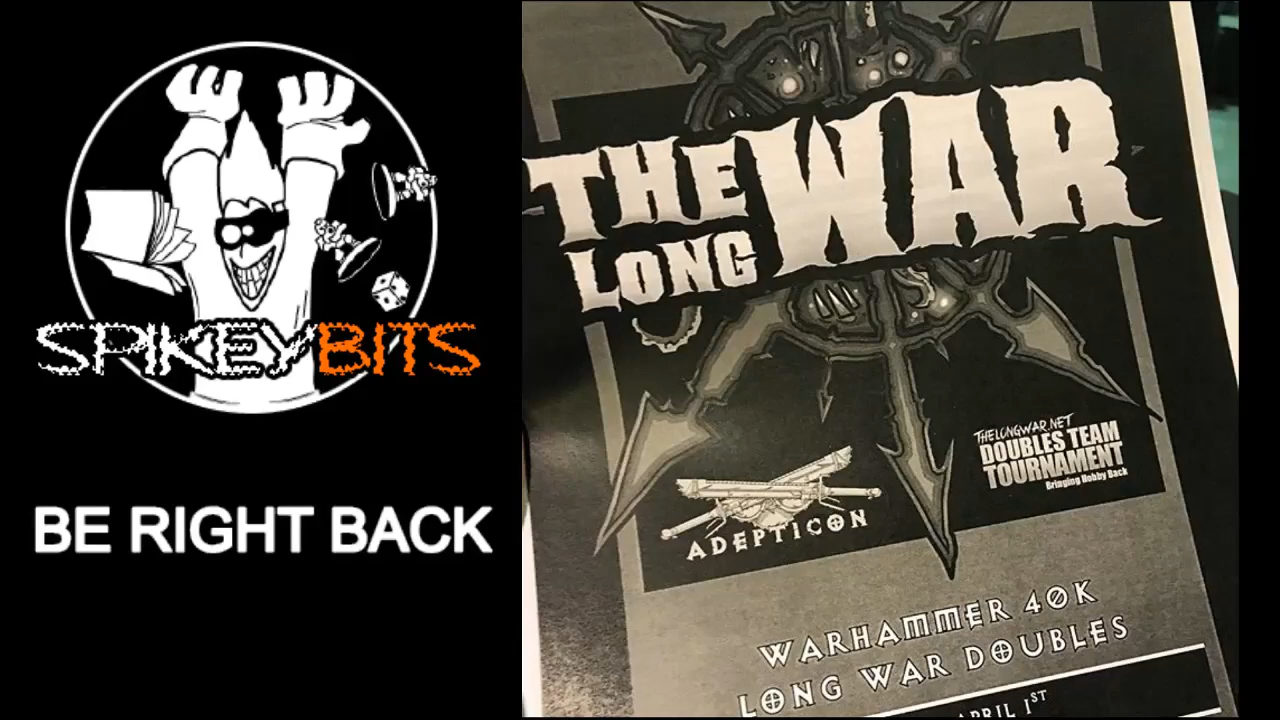 SPIKEYBITS
BE RIGHT BACK
THE
LONG
WAR
THELONGWAR.NET
DOUBLES TEAM
TOURNAMENT
Bringing Hobby Back
ADEPTICON
WARHAMMER 40K
LONG WAR DOUBLES
APRIL 1ST